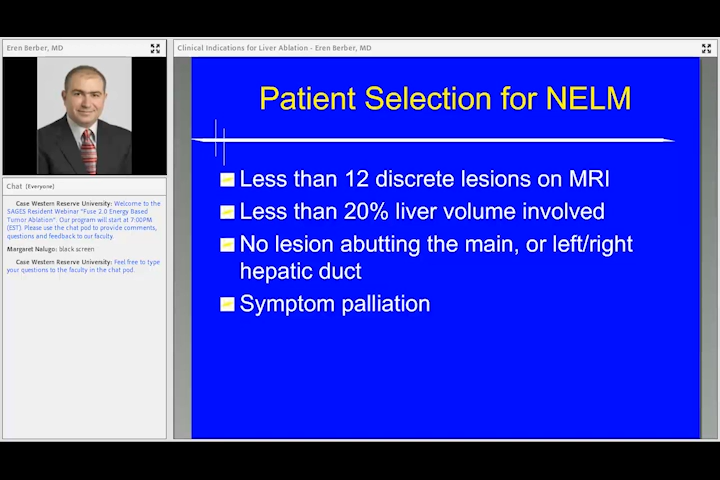 Eren Berber, MD
Clinical Indications for Liver Ablation - Eren Berber, MD
Chat (Everyone)
Case Western Reserve University: Welcome to the
SAGES Resident Webinar "Fuse 2.0 Energy Based
Tumor Ablation". Our program will start at 7:00PM
(EST). Please use the chat pod to provide comments,
questions and feedback to our faculty.
Margaret Nalugo: black screen
Case Western Reserve University: Feel free to type
your questions to the faculty in the chat pod.
Patient Selection for NELM
Less than 12 discrete lesions on MRI
Less than 20% liver volume involved
No lesion abutting the main, or left/right
hepatic duct
Symptom palliation